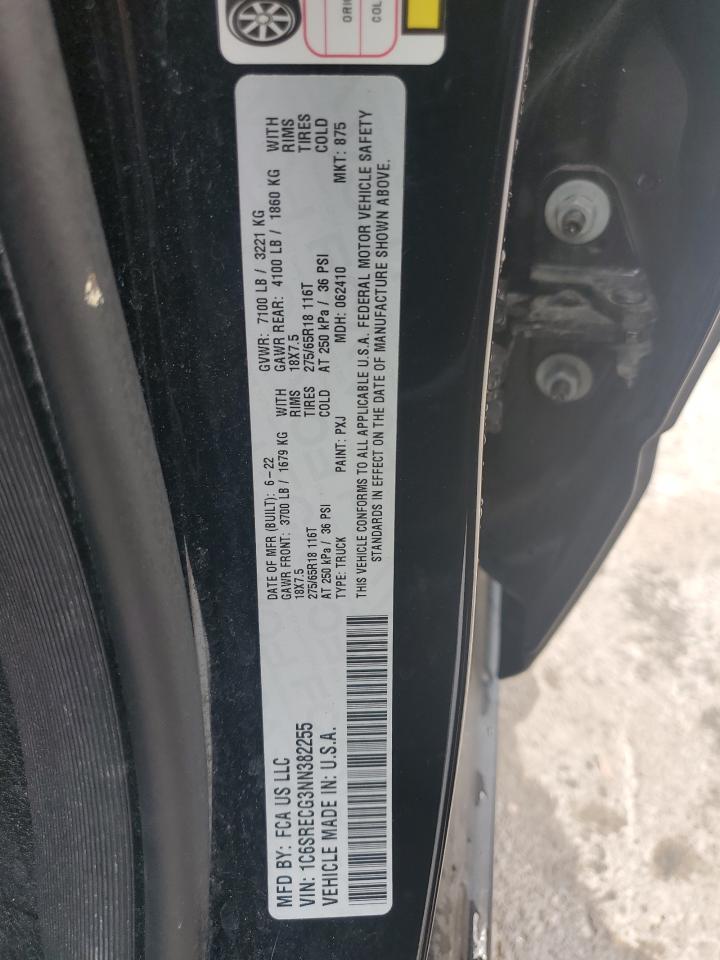 ORI
COL
MFD BY: FCA US LLC
VIN: 1C6SRECG3NN382255
VEHICLE MADE IN: U.S.A.
DATE OF MFR (BUILT): 6-22 GVWR: 7100 LB / 3221 KG
GAWR FRONT: 3700 LB / 1679 KG WITH GAWR REAR: 4100 LB / 1860 KG WITH
18X7.5 RIMS 18X7.5 RIMS
275/65R18 116T TIRES 275/65R18 116T TIRES
AT 250 kPa / 36 PSI COLD AT 250 kPa / 36 PSI COLD
TYPE: TRUCK PAINT: PXJ MDH: 062410 MKT: 875
THIS VEHICLE CONFORMS TO ALL APPLICABLE U.S.A. FEDERAL MOTOR VEHICLE SAFETY
STANDARDS IN EFFECT ON THE DATE OF MANUFACTURE SHOWN ABOVE.